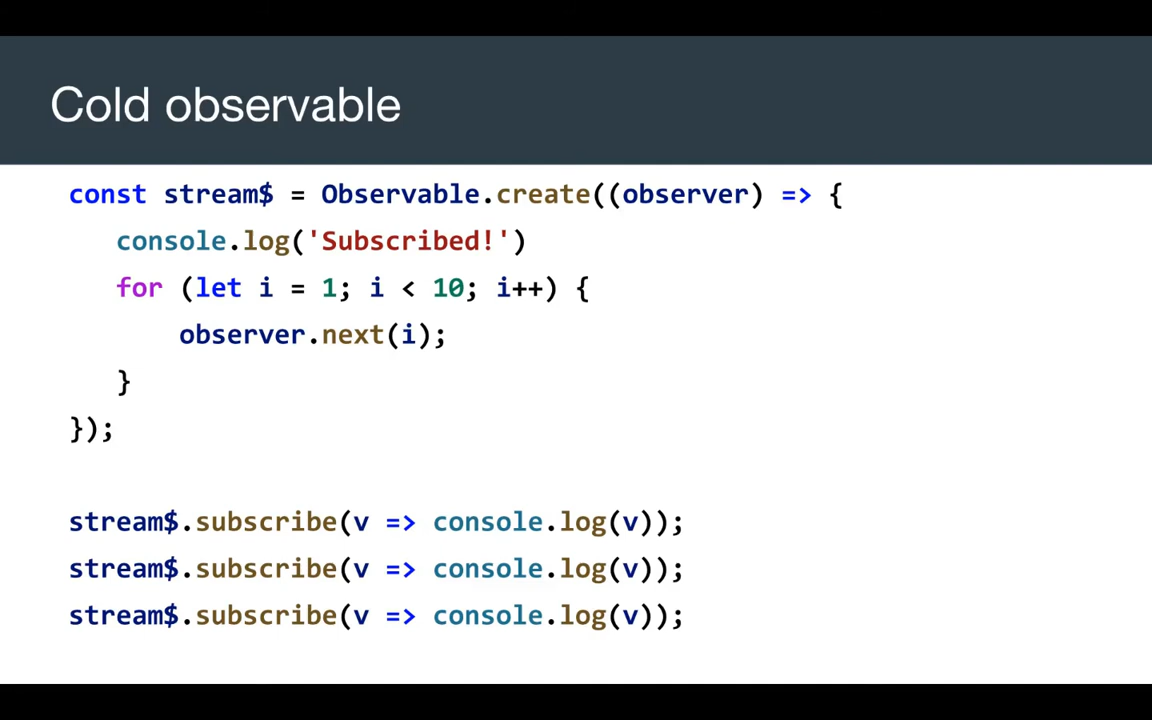 Cold observable
const stream$ = Observable.create((observer) => {
console.log('Subscribed!')
for (let i = 1; i < 10; i++) {
observer.next(i);
}
});
stream$.subscribe(v => console.log(v));
stream$.subscribe(v => console.log(v));
stream$.subscribe(v => console.log(v));